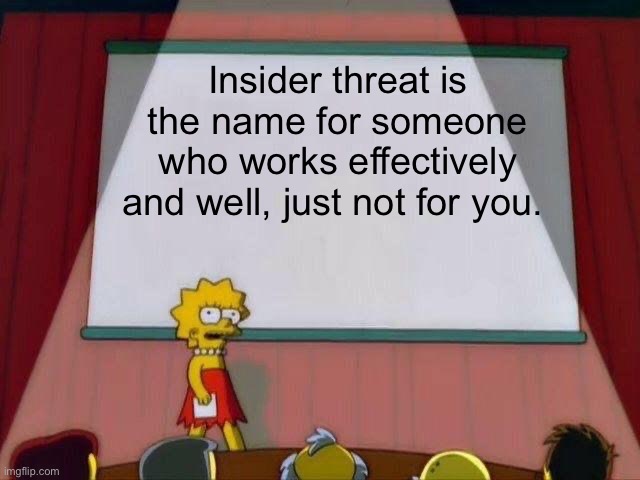 Insider threat is
the name for someone
who works effectively
and well, just not for you.
imgflip.com